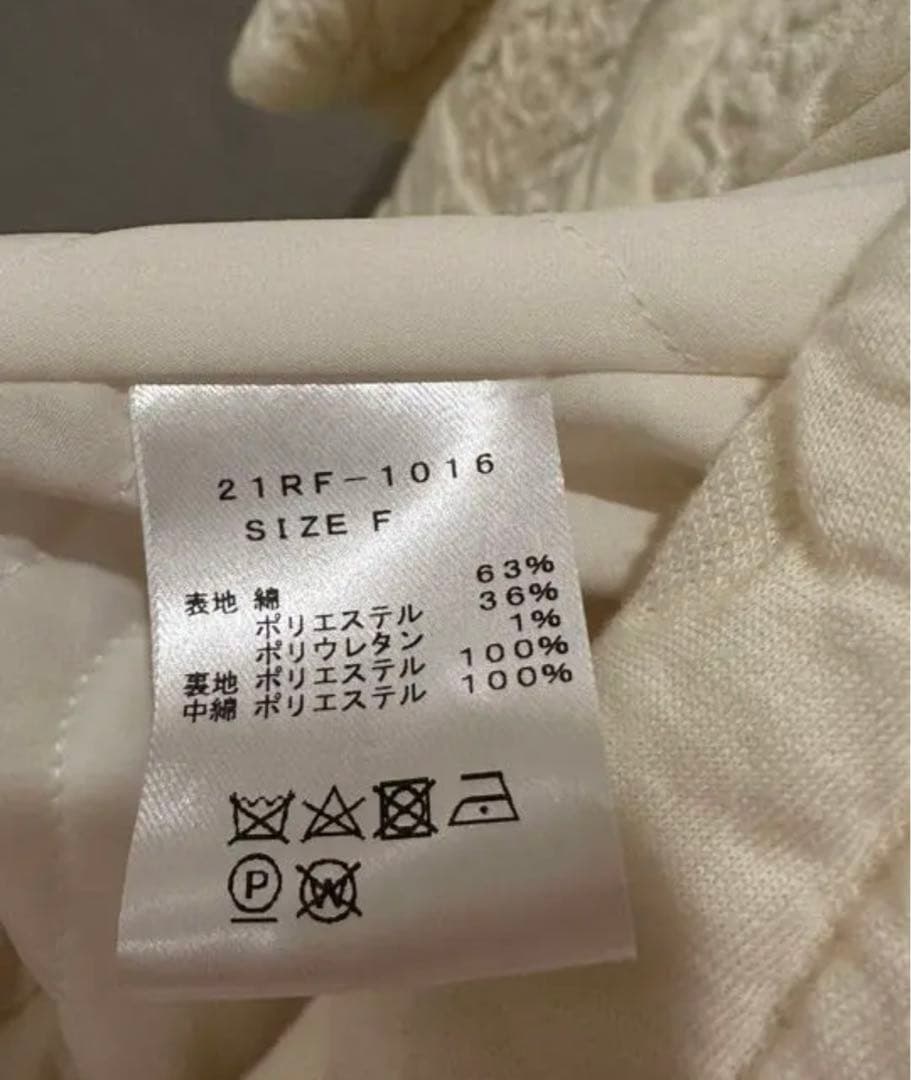 21RF-1016
SIZE F
表地 綿 63%
ポリエステル 36%
ポリウレタン 1%
裏地 ポリエステル 100%
中綿 ポリエステル 100%
P W